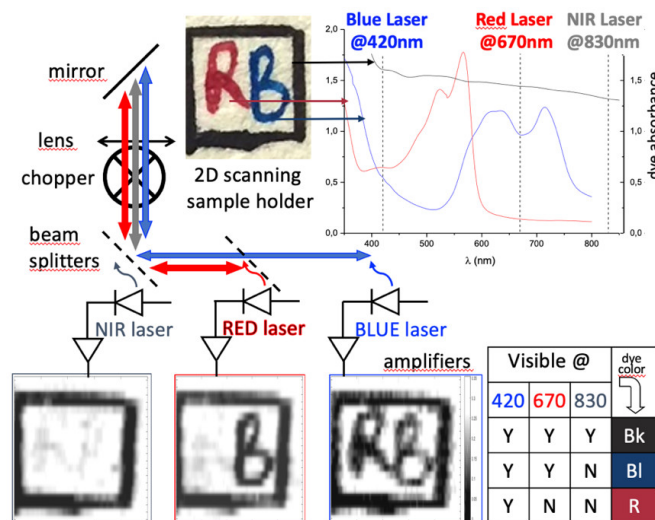 Blue Laser @420nm
Red Laser @670nm
NIR Laser @830nm
mirror
lens
chopper
R B
2D scanning sample holder
2,0
1,5
1,0
0,5
0,0
400 500 600 700 800
λ (nm)
1,5
1,0
0,5
0,0
dye absorbance
beam splitters
NIR laser
RED laser
BLUE laser
amplifiers
B
R B
Visible @
dye color
420 670 830
Y Y Y Bk
Y Y N Bl
Y N N R